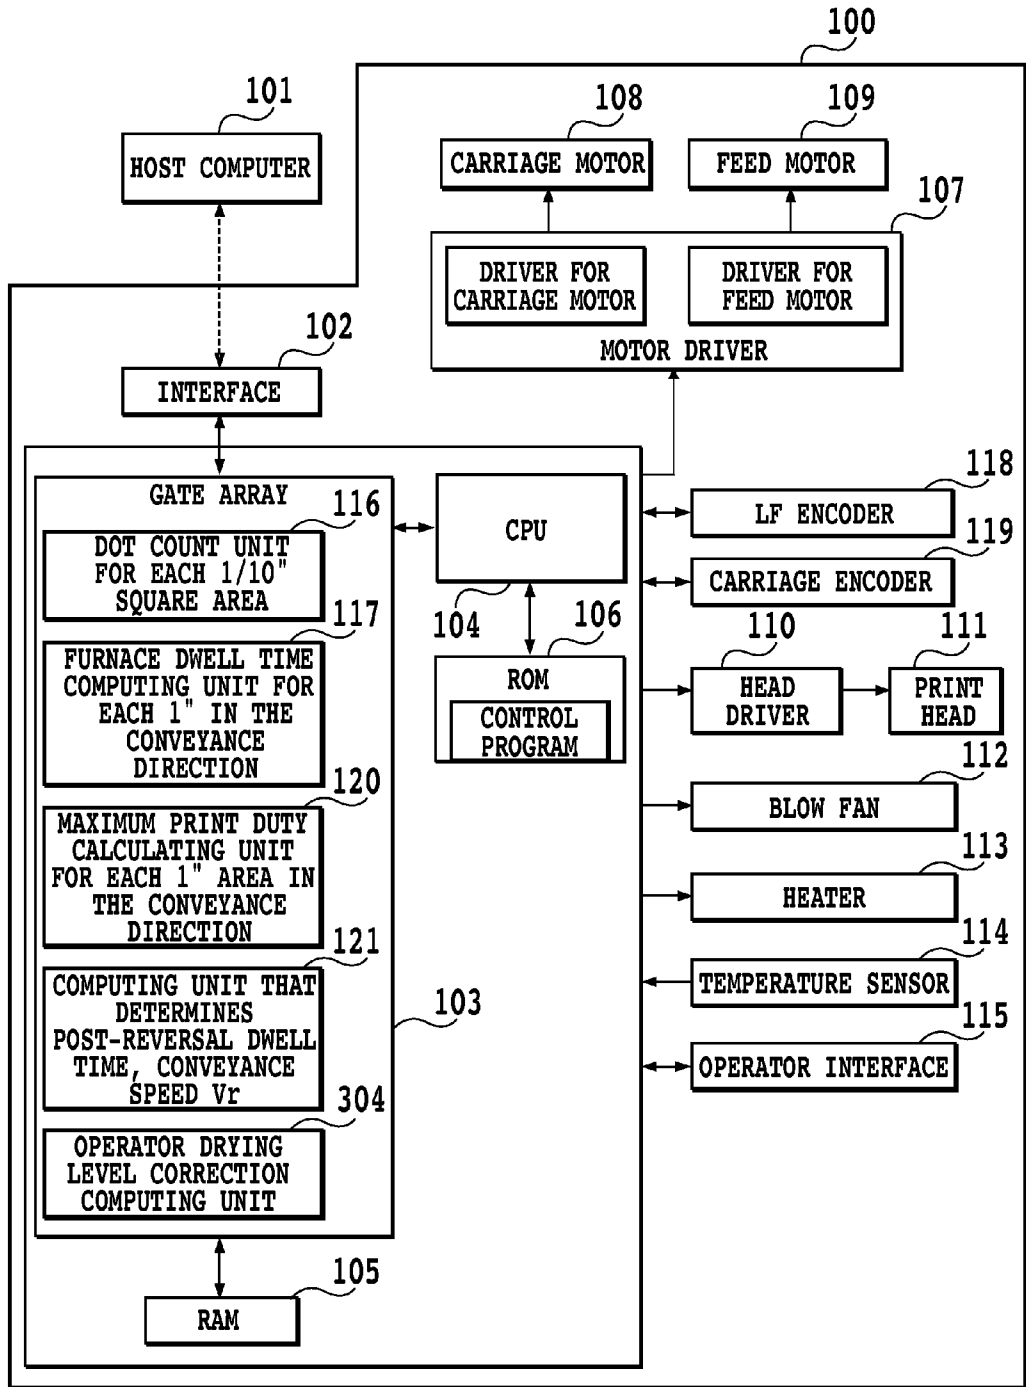 100
101
HOST COMPUTER
108
CARRIAGE MOTOR
109
FEED MOTOR
107
DRIVER FOR
CARRIAGE MOTOR
DRIVER FOR
FEED MOTOR
MOTOR DRIVER
102
INTERFACE
GATE ARRAY
116
DOT COUNT UNIT
FOR EACH 1/10"
SQUARE AREA
117
FURNACE DWELL TIME
COMPUTING UNIT FOR
EACH 1" IN THE
CONVEYANCE
DIRECTION
120
MAXIMUM PRINT DUTY
CALCULATING UNIT
FOR EACH 1" AREA IN
THE CONVEYANCE
DIRECTION
121
COMPUTING UNIT THAT
DETERMINES
POST-REVERSAL DWELL
TIME, CONVEYANCE
SPEED Vr
304
OPERATOR DRYING
LEVEL CORRECTION
COMPUTING UNIT
103
105
RAM
CPU
104
106
ROM
CONTROL
PROGRAM
118
LF ENCODER
119
CARRIAGE ENCODER
110
HEAD
DRIVER
111
PRINT
HEAD
112
BLOW FAN
113
HEATER
114
TEMPERATURE SENSOR
115
OPERATOR INTERFACE